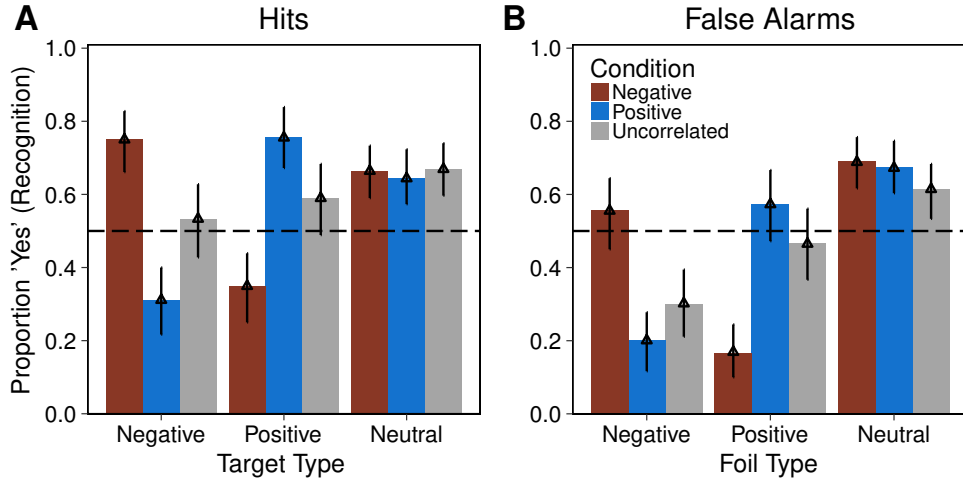 A
Hits
Proportion 'Yes' (Recognition)
1.0
0.8
0.6
0.4
0.2
0.0
Negative
Positive
Neutral
Target Type
B
False Alarms
1.0
0.8
0.6
0.4
0.2
0.0
Condition
Negative
Positive
Uncorrelated
Negative
Positive
Neutral
Foil Type